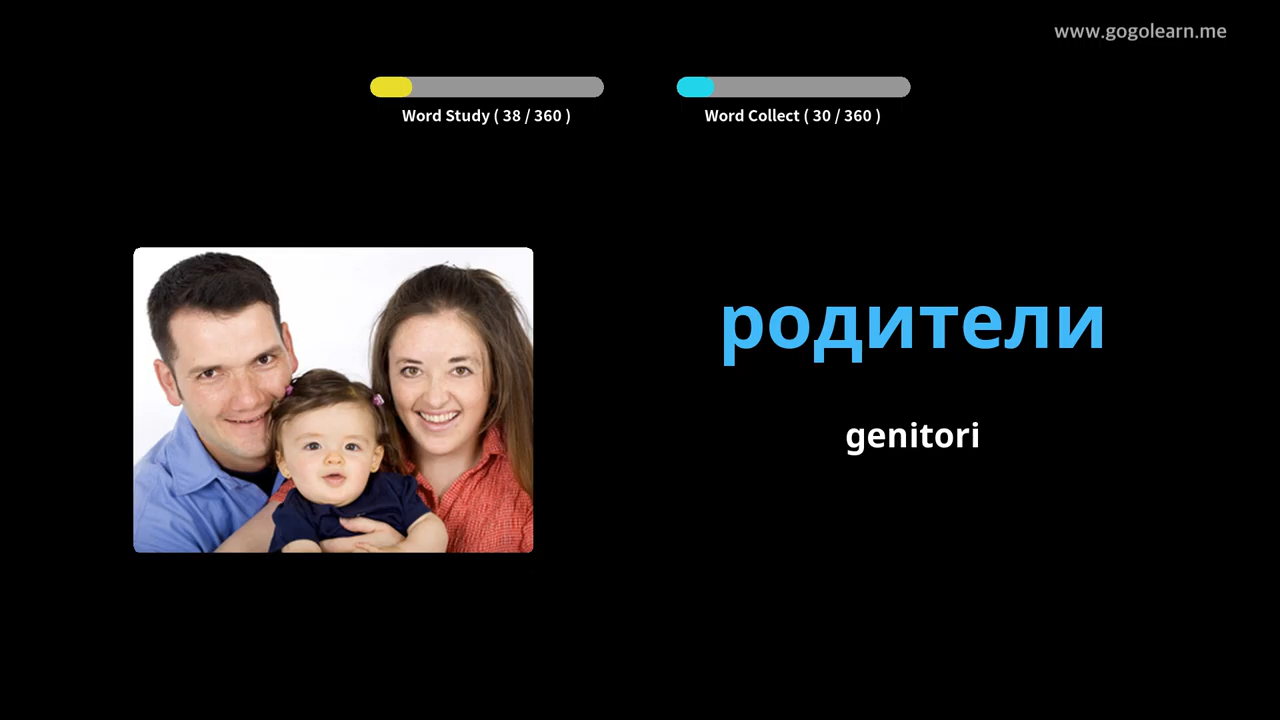 www.gogolearn.me
Word Study ( 38 / 360 )
Word Collect ( 30 / 360 )
родители
genitori